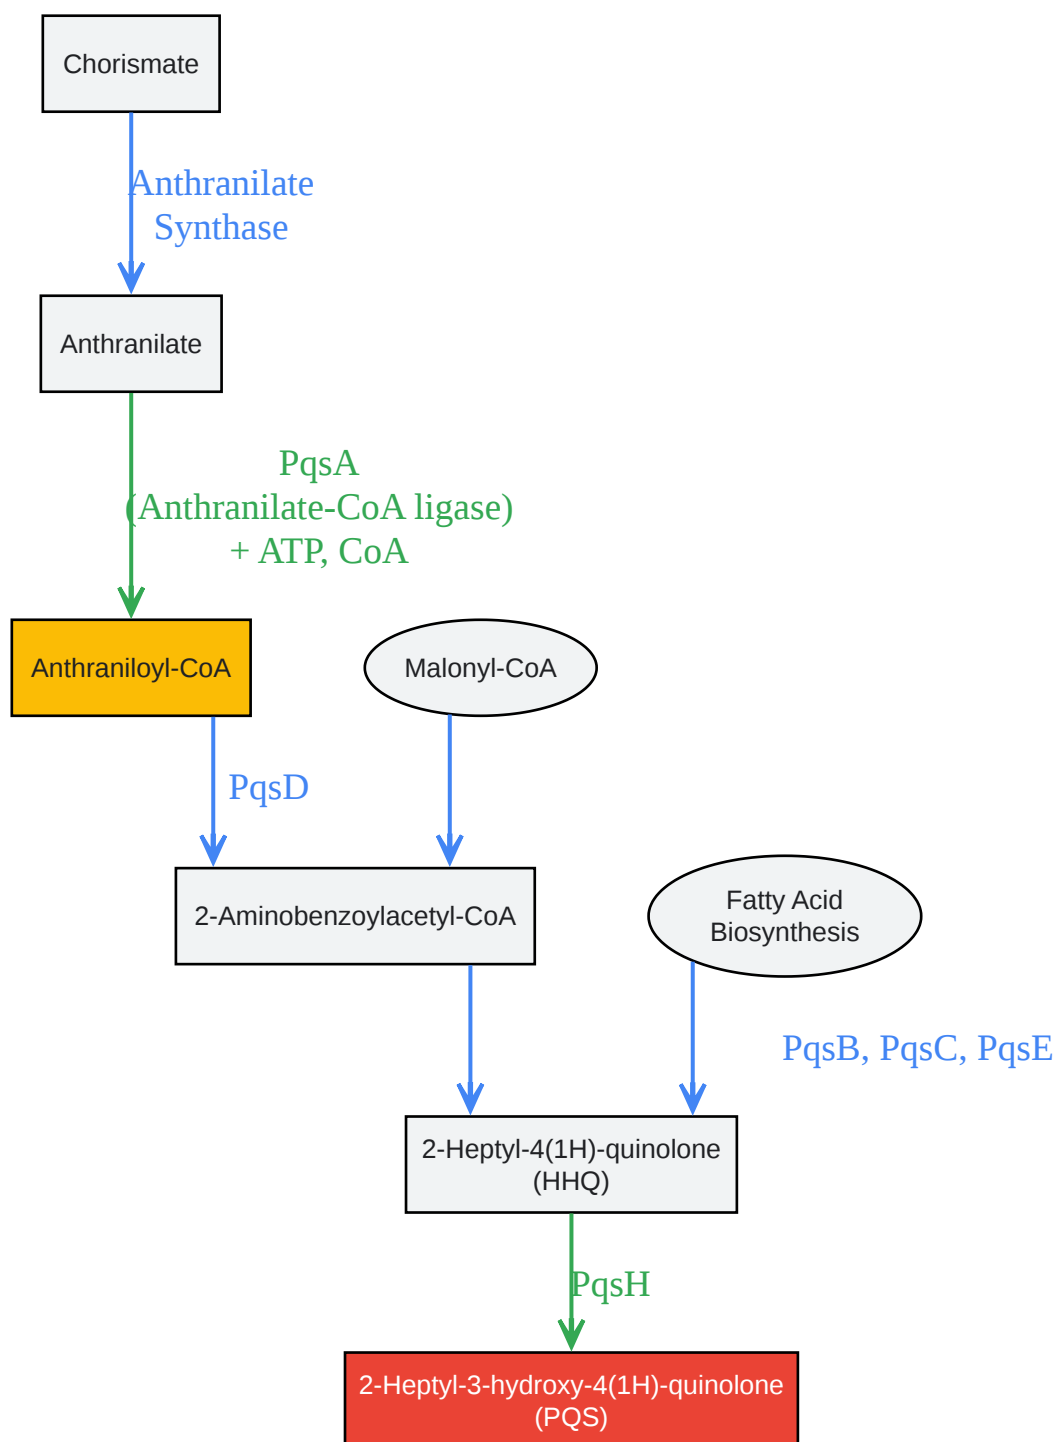 Chorismate
Anthranilate
Synthase
Anthranilate
PqsA
(Anthranilate-CoA ligase)
+ ATP, CoA
Anthraniloyl-CoA
Malonyl-CoA
PqsD
2-Aminobenzoylacetyl-CoA
Fatty Acid
Biosynthesis
PqsB, PqsC, PqsE
2-Heptyl-4(1H)-quinolone
(HHQ)
PqsH
2-Heptyl-3-hydroxy-4(1H)-quinolone
(PQS)